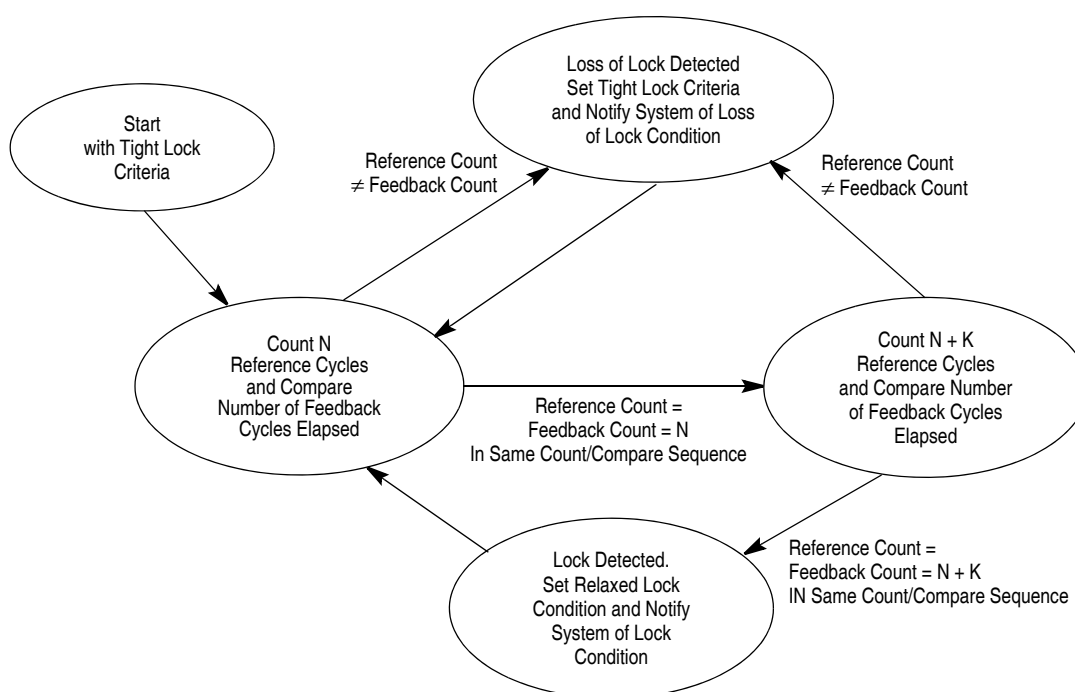 Loss of Lock Detected
Set Tight Lock Criteria
and Notify System of Loss
of Lock Condition
Start
with Tight Lock
Criteria
Reference Count
≠ Feedback Count
Reference Count
≠ Feedback Count
Count N
Reference Cycles
and Compare
Number of Feedback
Cycles Elapsed
Count N + K
Reference Cycles
and Compare Number
of Feedback Cycles
Elapsed
Reference Count =
Feedback Count = N
In Same Count/Compare Sequence
Lock Detected.
Set Relaxed Lock
Condition and Notify
System of Lock
Condition
Reference Count =
Feedback Count = N + K
IN Same Count/Compare Sequence